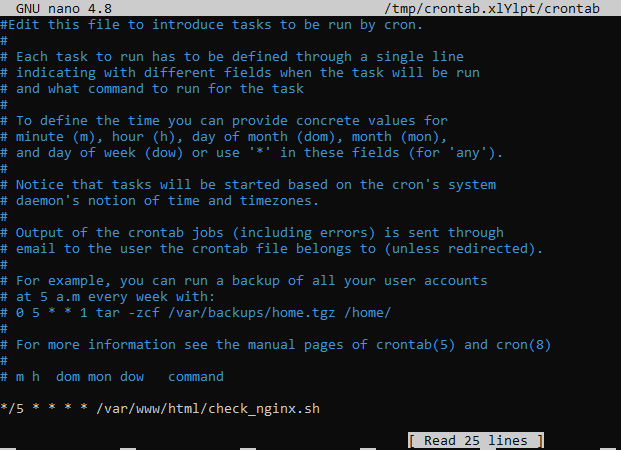 GNU nano 4.8 /tmp/crontab.xlYlpt/crontab
#Edit this file to introduce tasks to be run by cron.
#
# Each task to run has to be defined through a single line
# indicating with different fields when the task will be run
# and what command to run for the task
#
# To define the time you can provide concrete values for
# minute (m), hour (h), day of month (dom), month (mon),
# and day of week (dow) or use '*' in these fields (for 'any').
#
# Notice that tasks will be started based on the cron's system
# daemon's notion of time and timezones.
#
# Output of the crontab jobs (including errors) is sent through
# email to the user the crontab file belongs to (unless redirected).
#
# For example, you can run a backup of all your user accounts
# at 5 a.m every week with:
# 0 5 * * 1 tar -zcf /var/backups/home.tgz /home/
#
# For more information see the manual pages of crontab(5) and cron(8)
#
# m h  dom mon dow   command
*/5 * * * * /var/www/html/check_nginx.sh
[ Read 25 lines ]